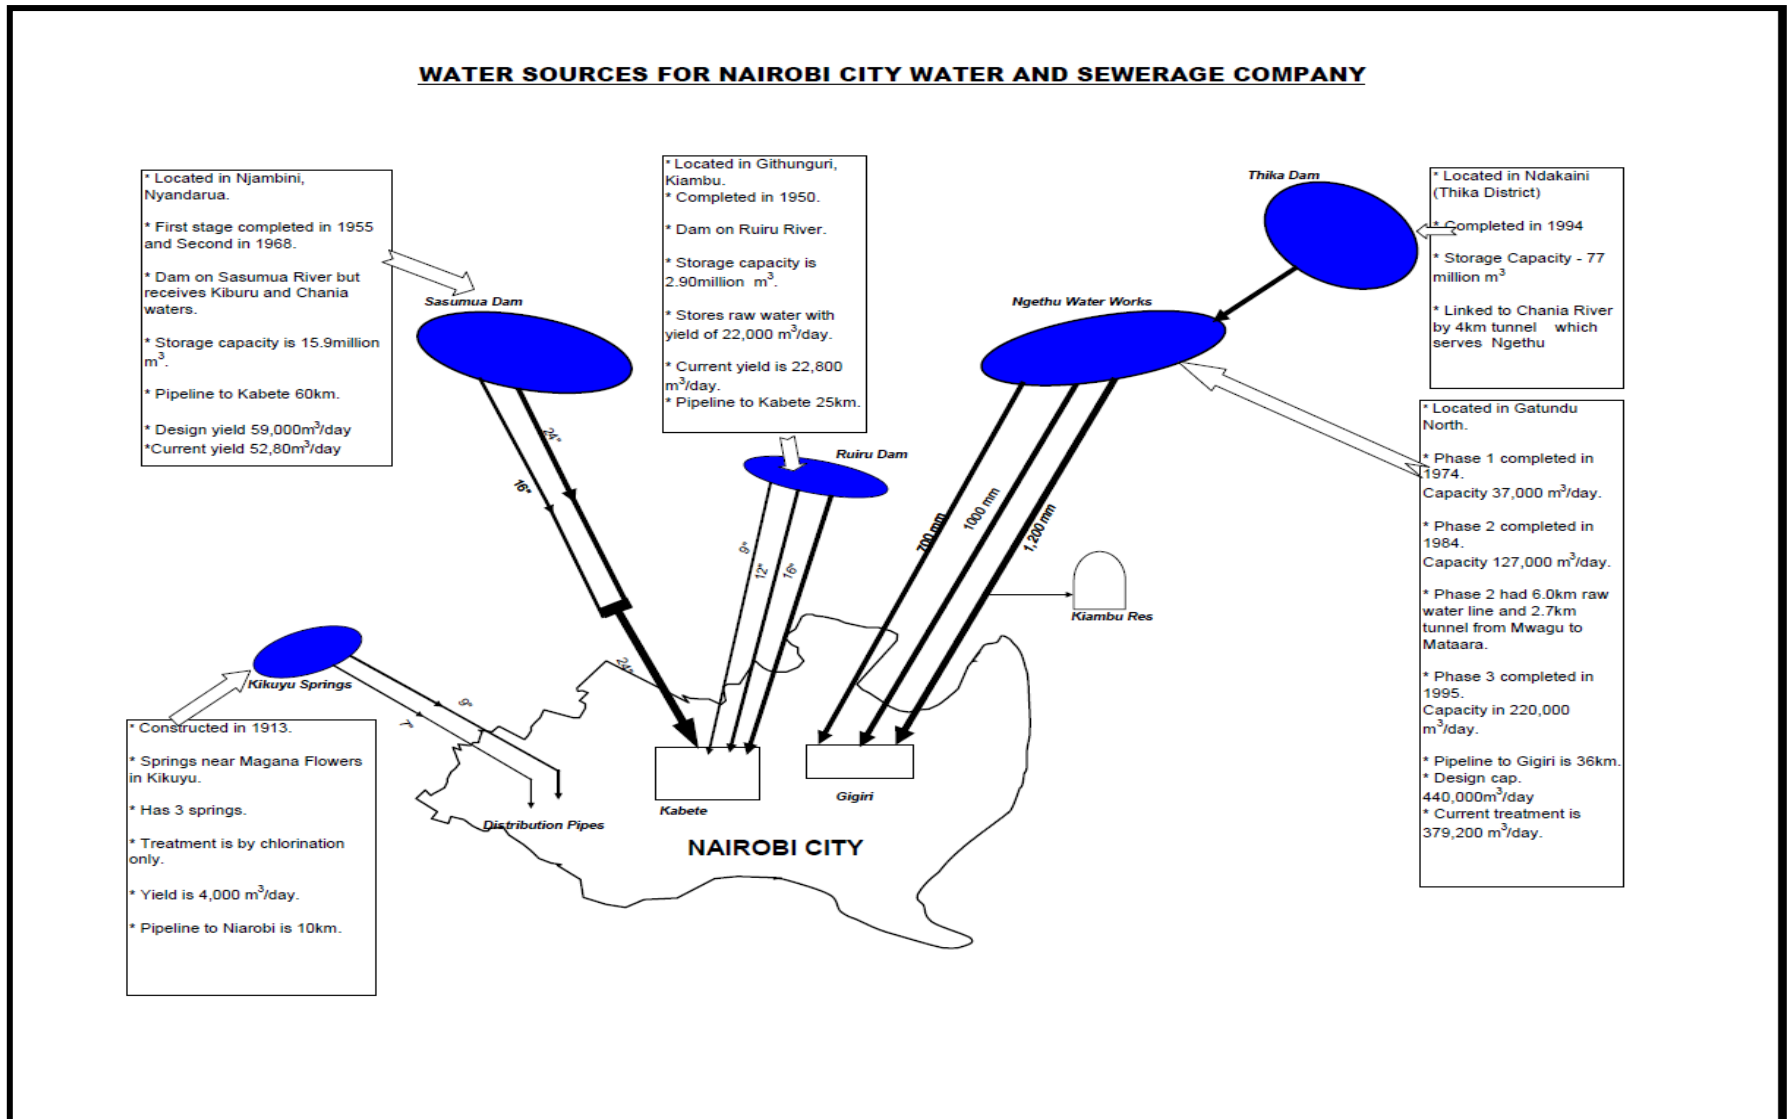 WATER SOURCES FOR NAIROBI CITY WATER AND SEWERAGE COMPANY
* Located in Njambini,
Nyandarua.
* First stage completed in 1955
and Second in 1968.
* Dam on Sasumua River but
receives Kiburu and Chania
waters.
* Storage capacity is 15.9million
m³.
* Pipeline to Kabete 60km.
* Design yield 59,000m³/day
*Current yield 52,80m³/day
Sasumua Dam
24"
16"
24"
* Located in Githunguri,
Kiambu.
* Completed in 1950.
* Dam on Ruiru River.
* Storage capacity is
2.90million m³.
* Stores raw water with
yield of 22,000 m³/day.
* Current yield is 22,800
m³/day.
* Pipeline to Kabete 25km.
Ruiru Dam
9"
12"
16"
Thika Dam
* Located in Ndakaini
(Thika District)
* Completed in 1994
* Storage Capacity - 77
million m³
* Linked to Chania River
by 4km tunnel which
serves Ngethu
Ngethu Water Works
700 mm
1000 mm
1,200 mm
* Located in Gatundu
North.
* Phase 1 completed in
1974.
Capacity 37,000 m³/day.
* Phase 2 completed in
1984.
Capacity 127,000 m³/day.
* Phase 2 had 6.0km raw
water line and 2.7km
tunnel from Mwagu to
Mataara.
* Phase 3 completed in
1995.
Capacity in 220,000
m³/day.
* Pipeline to Gigiri is 36km.
* Design cap.
440,000m³/day
* Current treatment is
379,200 m³/day.
Kiambu Res
Kikuyu Springs
9"
7"
* Constructed in 1913.
* Springs near Magana Flowers
in Kikuyu.
* Has 3 springs.
* Treatment is by chlorination
only.
* Yield is 4,000 m³/day.
* Pipeline to Niarobi is 10km.
Distribution Pipes
Kabete
Gigiri
NAIROBI CITY